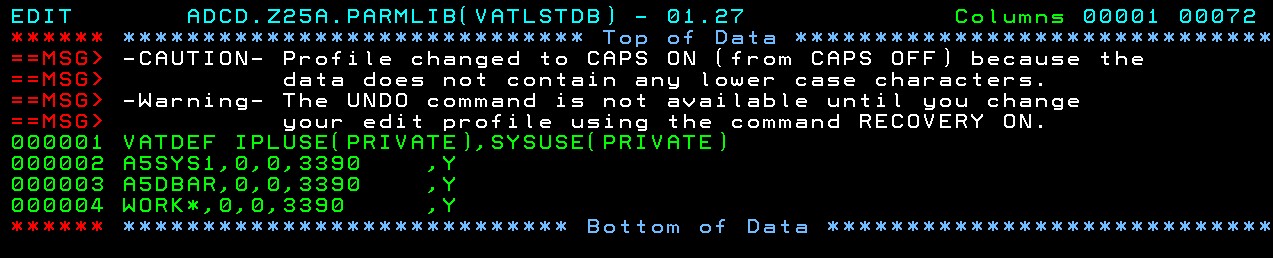 EDIT       ADCD.Z25A.PARMLIB(VATLSTDB) - 01.27                    Columns 00001 00072
****** ***************************** Top of Data ******************************
==MSG> -CAUTION- Profile changed to CAPS ON (from CAPS OFF) because the
==MSG>           data does not contain any lower case characters.
==MSG> -Warning- The UNDO command is not available until you change
==MSG>           your edit profile using the command RECOVERY ON.
000001 VATDEF IPLUSE(PRIVATE),SYSUSE(PRIVATE)
000002 A5SYS1,0,0,3390    ,Y
000003 A5DBAR,0,0,3390    ,Y
000004 WORK*,0,0,3390     ,Y
****** **************************** Bottom of Data ****************************